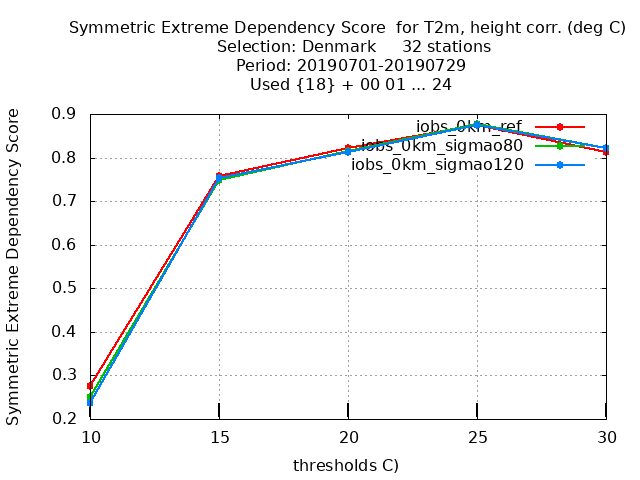 Symmetric Extreme Dependency Score  for T2m, height corr. (deg C)
Selection: Denmark     32 stations
Period: 20190701-20190729
Used {18} + 00 01 ... 24
Symmetric Extreme Dependency Score
0.9
0.8
0.7
0.6
0.5
0.4
0.3
0.2
iobs_0km_ref
iobs_0km_sigmao80
iobs_0km_sigmao120
10 15 20 25 30
thresholds C)